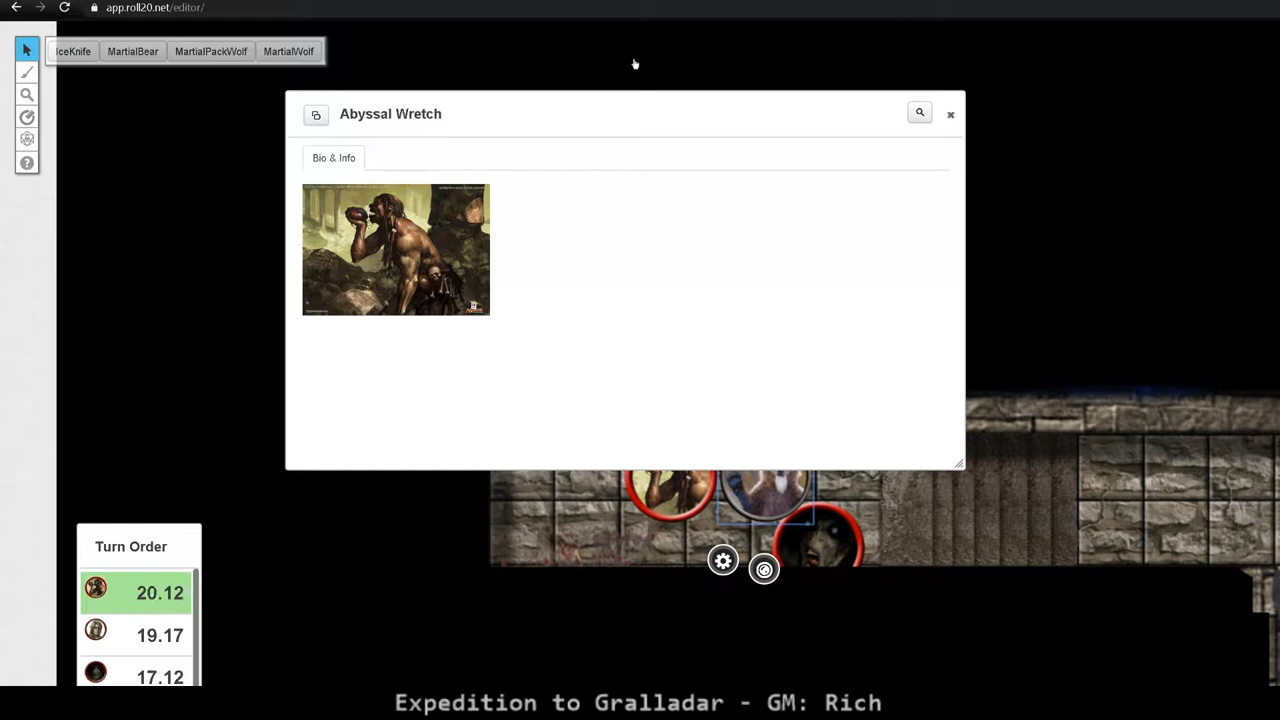 app.roll20.net/editor/
IceKnife MartialBear MartialPackWolf MartialWolf
Abyssal Wretch
Bio & Info
Turn Order
20.12
19.17
17.12
Expedition to Gralladar - GM: Rich